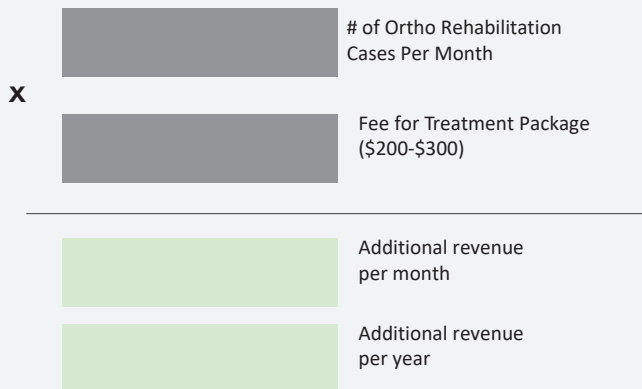 # of Ortho Rehabilitation
Cases Per Month
X
Fee for Treatment Package
($200-$300)
Additional revenue
per month
Additional revenue
per year